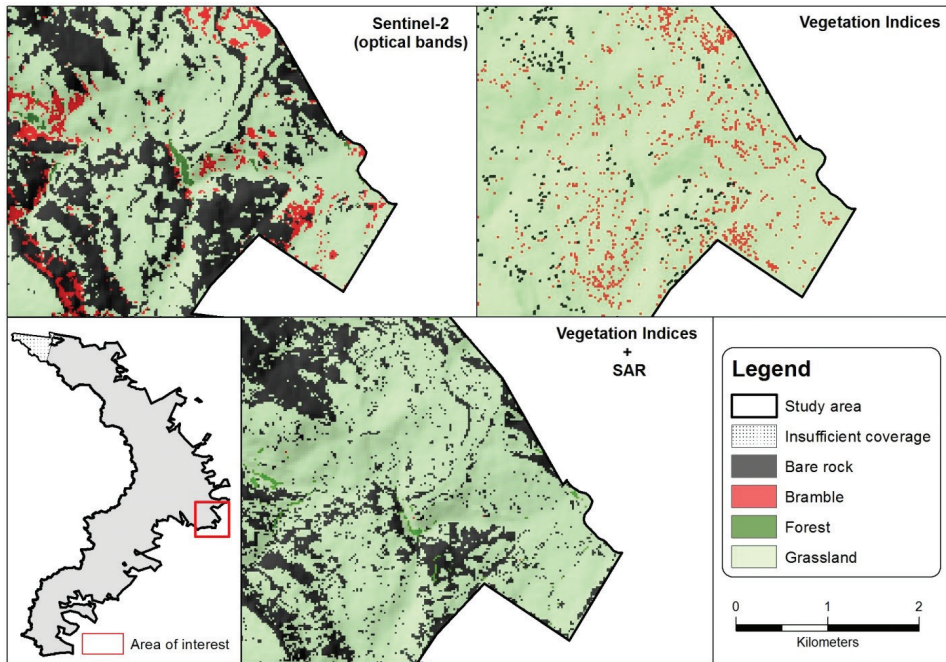 Sentinel-2
(optical bands)
Vegetation Indices
Vegetation Indices
+
SAR
Area of interest
Legend
Study area
Insufficient coverage
Bare rock
Bramble
Forest
Grassland
0 1 2
Kilometers